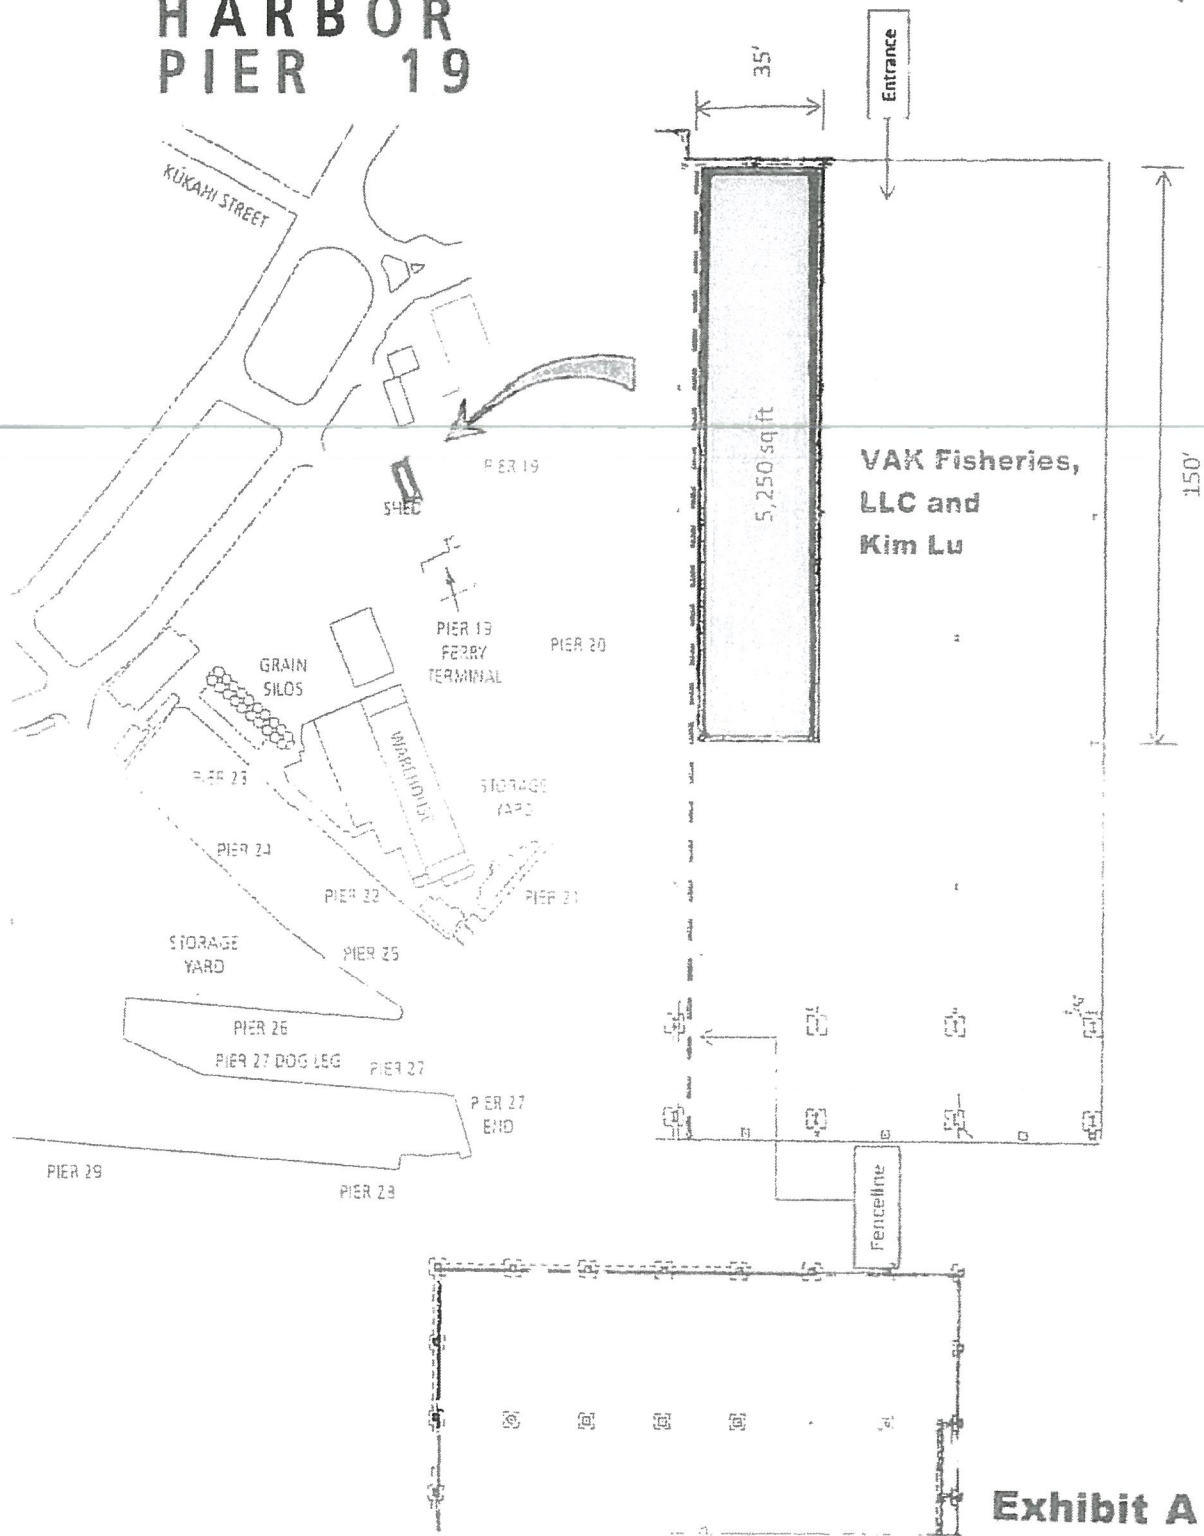 HARBOR
PIER 19
35'
Entrance
KŪKAHI STREET
PIER 19
SHED
5,250 sq ft
VAK Fisheries,
LLC and
Kim Lu
150'
PIER 19
FERRY
TERMINAL
PIER 20
GRAIN
SILOS
WAREHOUSE
PIER 23
STORAGE
YARD
PIER 24
PIER 22
PIER 21
STORAGE
YARD
PIER 25
PIER 26
PIER 27 DOG LEG
PIER 27
PIER 27
END
PIER 29
PIER 28
Fenceline
Exhibit A